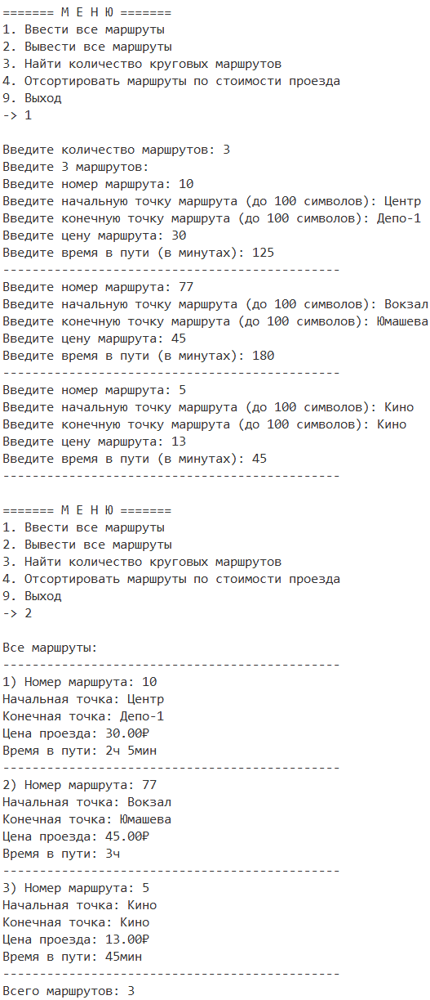 ======= М Е Н Ю =======
1. Ввести все маршруты
2. Вывести все маршруты
3. Найти количество круговых маршрутов
4. Отсортировать маршруты по стоимости проезда
9. Выход
-> 1
Введите количество маршрутов: 3
Введите 3 маршрутов:
Введите номер маршрута: 10
Введите начальную точку маршрута (до 100 символов): Центр
Введите конечную точку маршрута (до 100 символов): Депо-1
Введите цену маршрута: 30
Введите время в пути (в минутах): 125
----------------------------------------------
Введите номер маршрута: 77
Введите начальную точку маршрута (до 100 символов): Вокзал
Введите конечную точку маршрута (до 100 символов): Юмашева
Введите цену маршрута: 45
Введите время в пути (в минутах): 180
----------------------------------------------
Введите номер маршрута: 5
Введите начальную точку маршрута (до 100 символов): Кино
Введите конечную точку маршрута (до 100 символов): Кино
Введите цену маршрута: 13
Введите время в пути (в минутах): 45
----------------------------------------------
======= М Е Н Ю =======
1. Ввести все маршруты
2. Вывести все маршруты
3. Найти количество круговых маршрутов
4. Отсортировать маршруты по стоимости проезда
9. Выход
-> 2
Все маршруты:
----------------------------------------------
1) Номер маршрута: 10
Начальная точка: Центр
Конечная точка: Депо-1
Цена проезда: 30.00₽
Время в пути: 2ч 5мин
----------------------------------------------
2) Номер маршрута: 77
Начальная точка: Вокзал
Конечная точка: Юмашева
Цена проезда: 45.00₽
Время в пути: 3ч
----------------------------------------------
3) Номер маршрута: 5
Начальная точка: Кино
Конечная точка: Кино
Цена проезда: 13.00₽
Время в пути: 45мин
----------------------------------------------
Всего маршрутов: 3